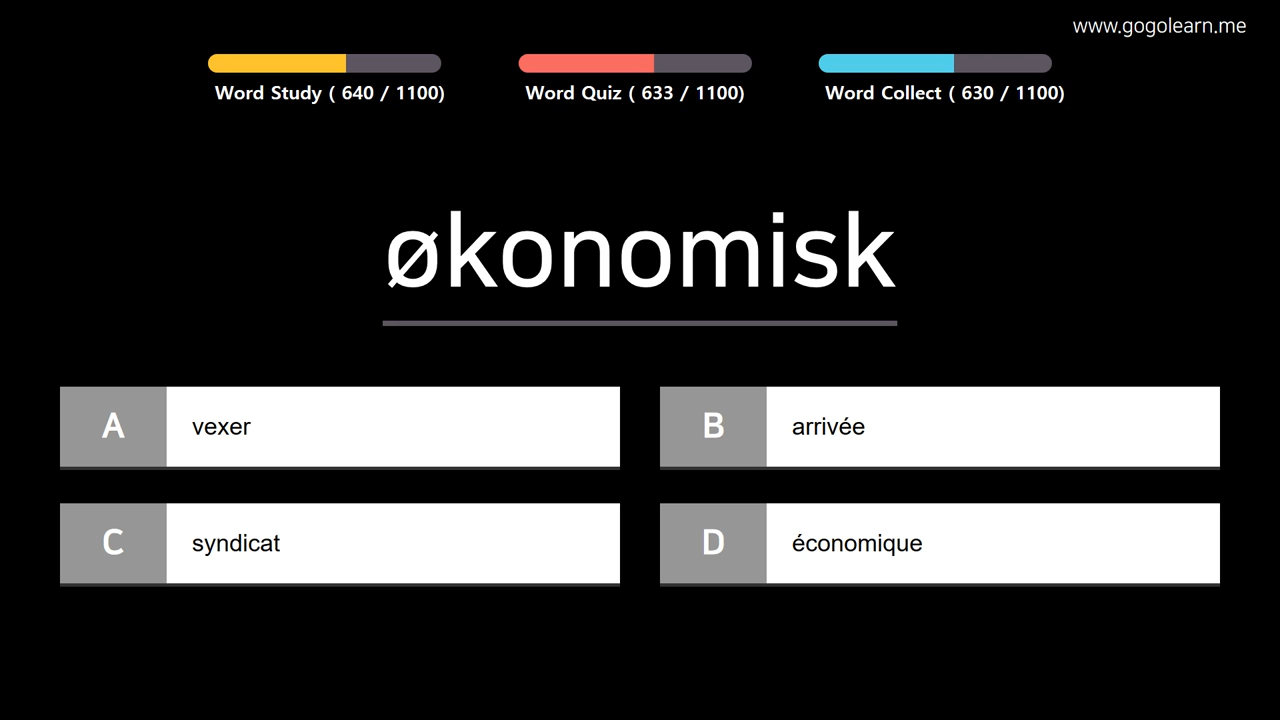 www.gogolearn.me
Word Study ( 640 / 1100)
Word Quiz ( 633 / 1100)
Word Collect ( 630 / 1100)
økonomisk
A vexer
B arrivée
C syndicat
D économique